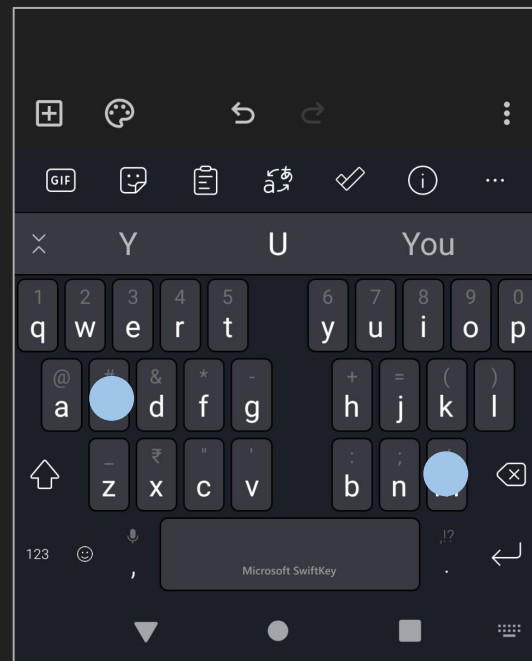 GIF
Y U You
1 2 3 4 5 6 7 8 9 0
q w e r t y u i o p
@ # & * - + = ( )
a d f g h j k l
_ ₹ " ' : ;
z x c v b n
,!?
123 , .
Microsoft SwiftKey